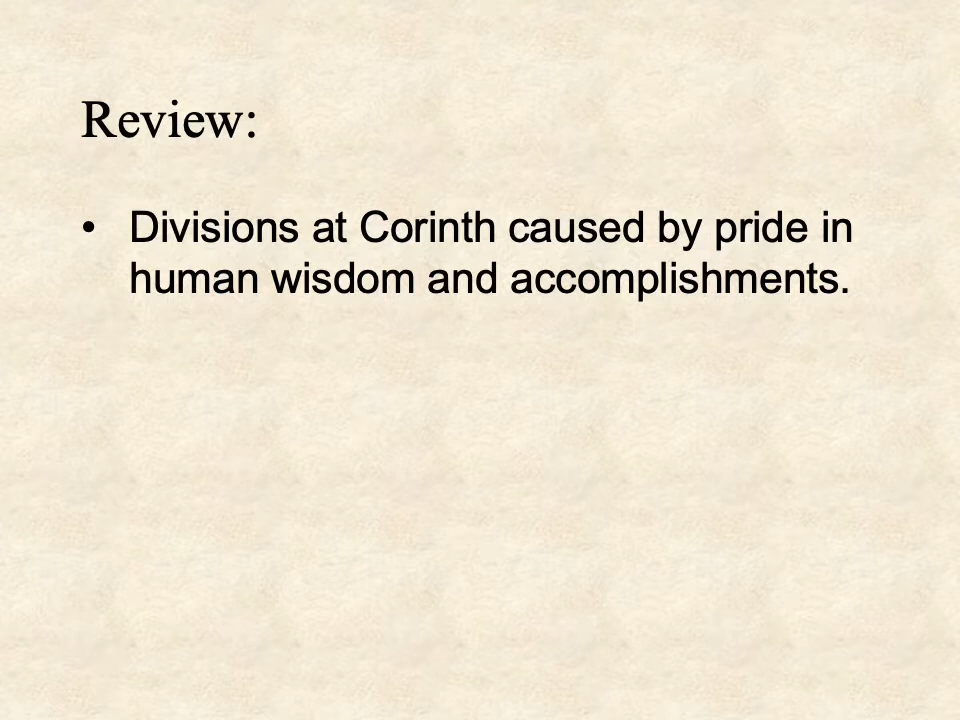 Review:
• Divisions at Corinth caused by pride in
human wisdom and accomplishments.